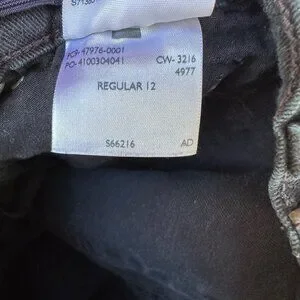 PC9-47976-0001
PO-4100304041 CW-3216
4977
REGULAR 12
S66216 AD